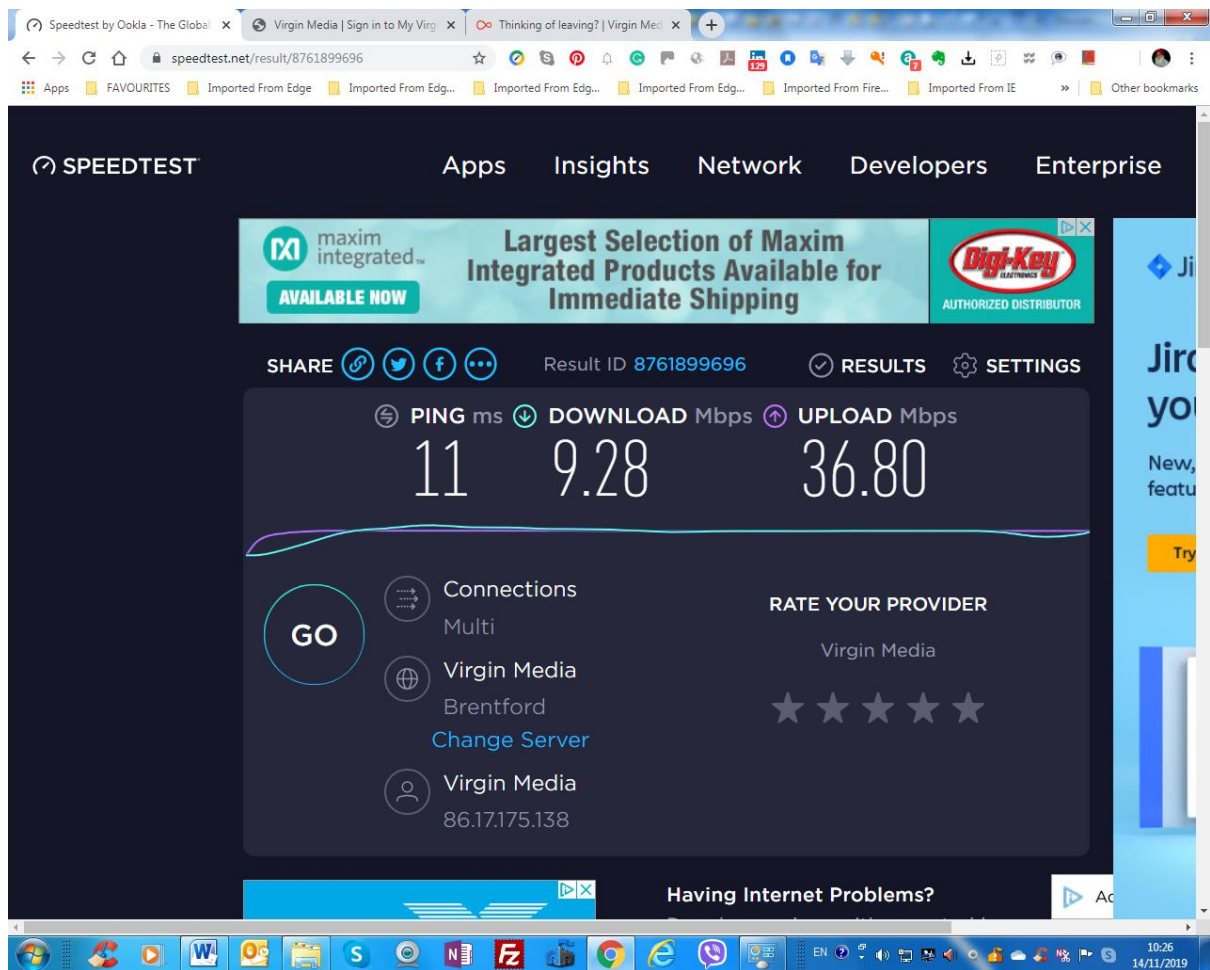 Speedtest by Ookla - The Global
Virgin Media | Sign in to My Virg
Thinking of leaving? | Virgin Med
speedtest.net/result/8761899696
129
7
Apps
FAVOURITES
Imported From Edge
Imported From Edg...
Imported From Edg...
Imported From Edg...
Imported From Fire...
Imported From IE
»
Other bookmarks
SPEEDTEST
Apps
Insights
Network
Developers
Enterprise
maxim
integrated™
AVAILABLE NOW
Largest Selection of Maxim
Integrated Products Available for
Immediate Shipping
Digi-Key
ELECTRONICS
AUTHORIZED DISTRIBUTOR
Ji
SHARE
Result ID 8761899696
RESULTS
SETTINGS
PING ms
DOWNLOAD Mbps
UPLOAD Mbps
11
9.28
36.80
yo
New,
featu
Try
GO
Connections
Multi
Virgin Media
Brentford
Change Server
Virgin Media
86.17.175.138
RATE YOUR PROVIDER
Virgin Media
Having Internet Problems?
EN
10:26
14/11/2019